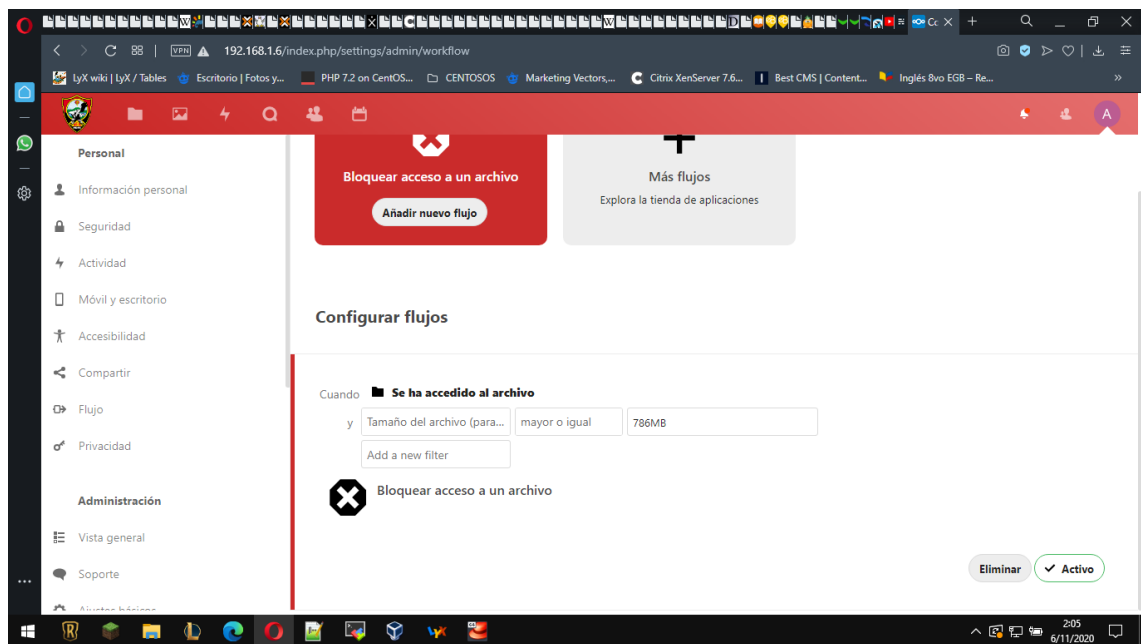 VPN 192.168.1.6/index.php/settings/admin/workflow
LyX wiki | LyX / Tables Escritorio | Fotos y... PHP 7.2 on CentOS... CENTOSOS Marketing Vectors,... Citrix XenServer 7.6... Best CMS | Content... Inglés 8vo EGB – Re... »
A
Personal
Información personal
Seguridad
Actividad
Móvil y escritorio
Accesibilidad
Compartir
Flujo
Privacidad
Administración
Vista general
Soporte
Ajustes básicos
Bloquear acceso a un archivo
Añadir nuevo flujo
Más flujos
Explora la tienda de aplicaciones
Configurar flujos
Cuando Se ha accedido al archivo
y Tamaño del archivo (para... mayor o igual 786MB
Add a new filter
Bloquear acceso a un archivo
Eliminar Activo
2:05
6/11/2020